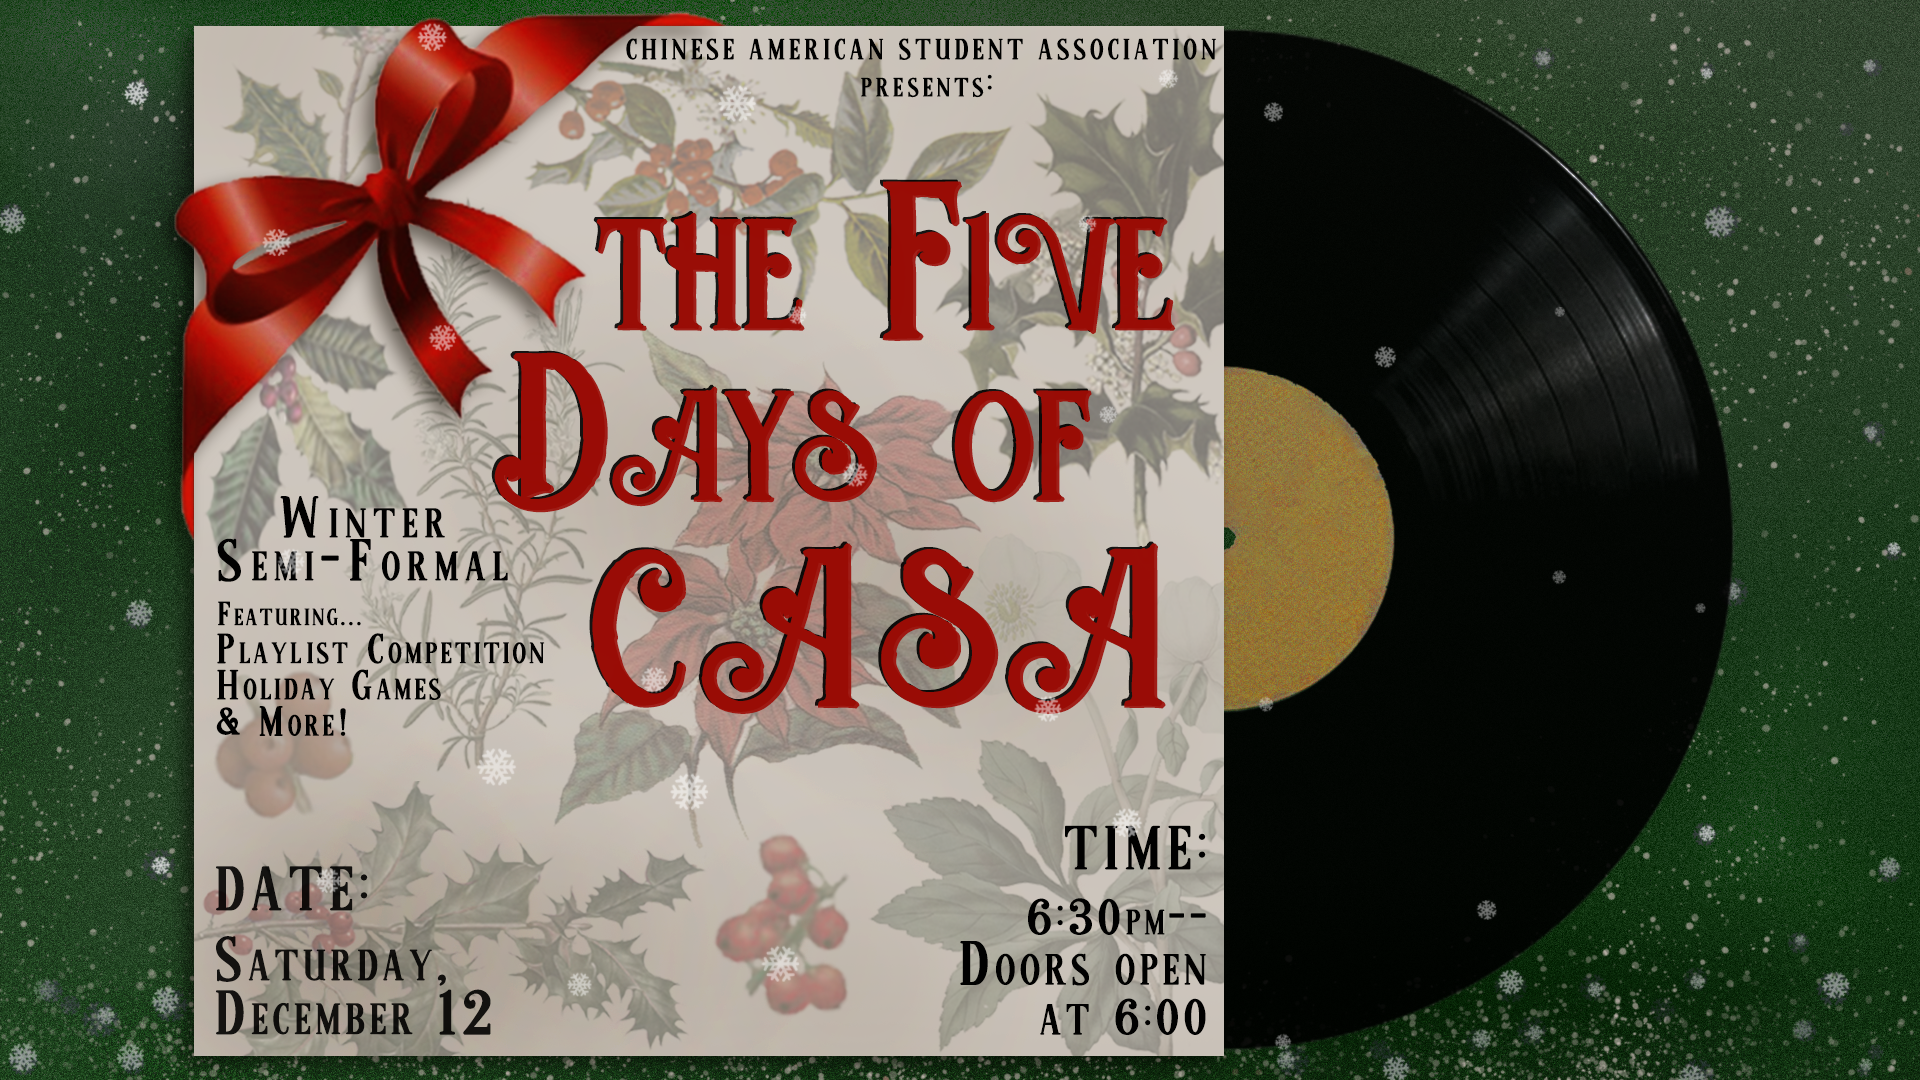 CHINESE AMERICAN STUDENT ASSOCIATION
PRESENTS:
THE FIVE
DAYS OF
CASA
WINTER
SEMI-FORMAL
FEATURING...
PLAYLIST COMPETITION
HOLIDAY GAMES
& MORE!
DATE:
SATURDAY,
DECEMBER 12
TIME:
6:30PM--
DOORS OPEN
AT 6:00